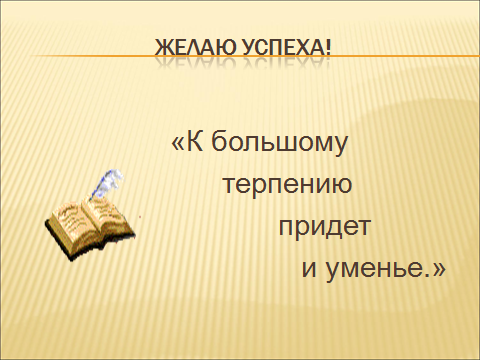 ЖЕЛАЮ УСПЕХА!
«К большому
терпению
придет
и уменье.»